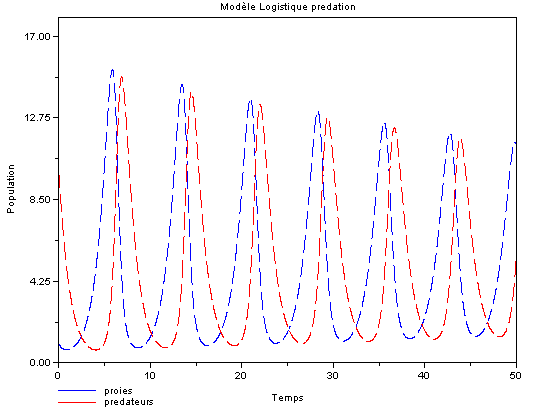 Modèle Logistique predation
17.00
12.75
8.50
4.25
0.00
Population
0 10 20 30 40 50
Temps
proies
predateurs